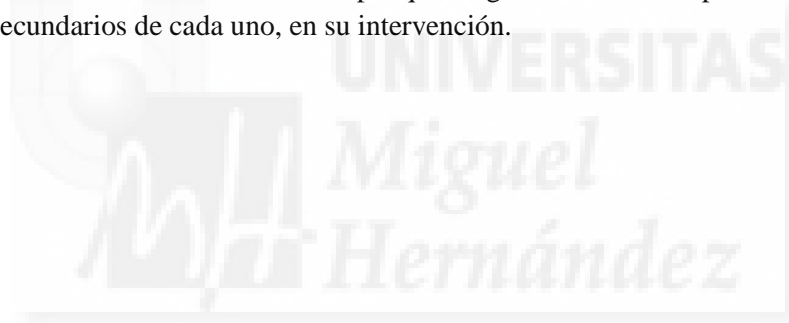 ecundarios de cada uno, en su intervención.
UNIVERSITAS
Miguel
Hernández